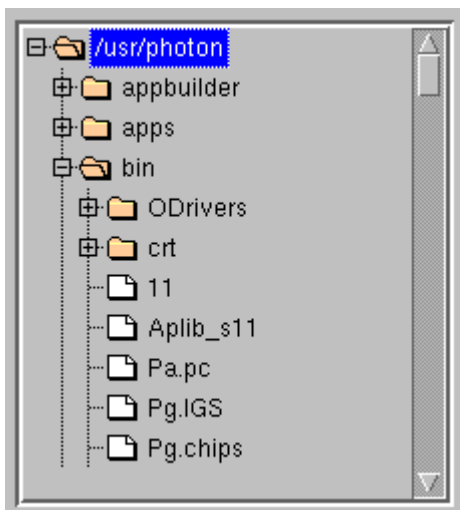 /usr/photon
appbuilder
apps
bin
ODrivers
crt
11
Aplib_s11
Pa.pc
Pg.IGS
Pg.chips